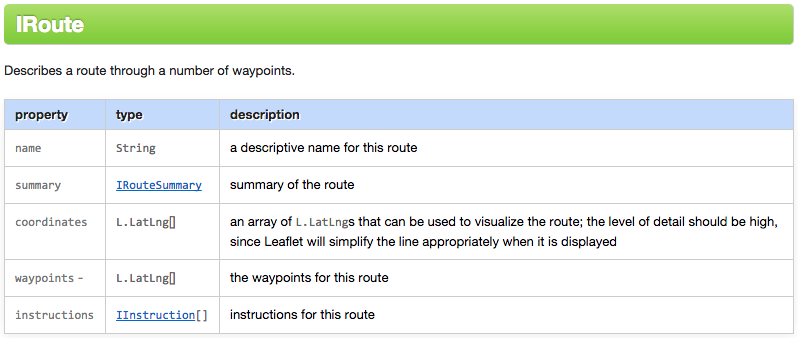 IRoute
Describes a route through a number of waypoints.
property type description
name String a descriptive name for this route
summary IRouteSummary summary of the route
coordinates L.LatLng[] an array of L.LatLngs that can be used to visualize the route; the level of detail should be high,
since Leaflet will simplify the line appropriately when it is displayed
waypoints - L.LatLng[] the waypoints for this route
instructions IInstruction[] instructions for this route